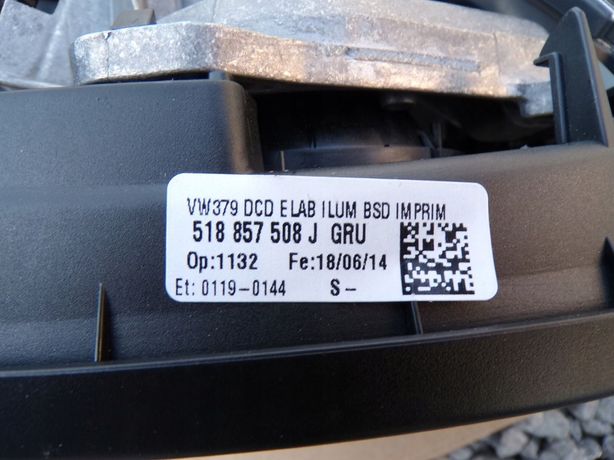 VW379 DCD ELAB ILUM BSD IMPRIM
518 857 508 J GRU
Op:1132 Fe:18/06/14
Et: 0119-0144 S-